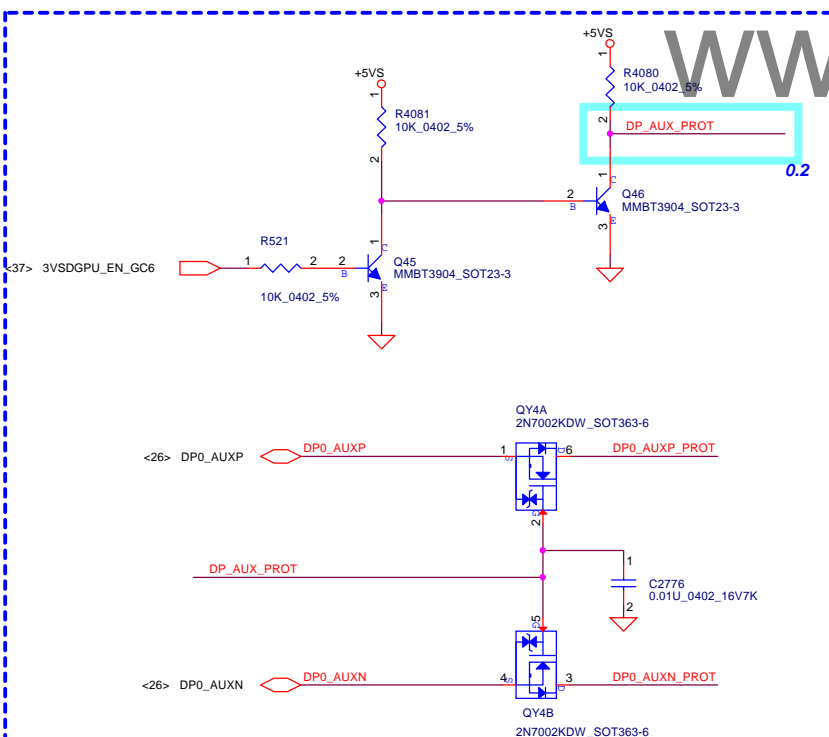 +5VS
WW
1
R4080
10K_0402_5%
2
DP_AUX_PROT
0.2
+5VS
1
R4081
10K_0402_5%
2
1
C
2
B
Q46
MMBT3904_SOT23-3
3
E
<37> 3VSDGPU_EN_GC6
R521
1
2
10K_0402_5%
2
B
1
C
Q45
MMBT3904_SOT23-3
3
E
QY4A
2N7002KDW_SOT363-6
<26> DP0_AUXP
DP0_AUXP
1
S
D
6
DP0_AUXP_PROT
G
2
DP_AUX_PROT
1
C2776
0.01U_0402_16V7K
2
5
G
<26> DP0_AUXN
DP0_AUXN
4
S
D
3
DP0_AUXN_PROT
QY4B
2N7002KDW_SOT363-6